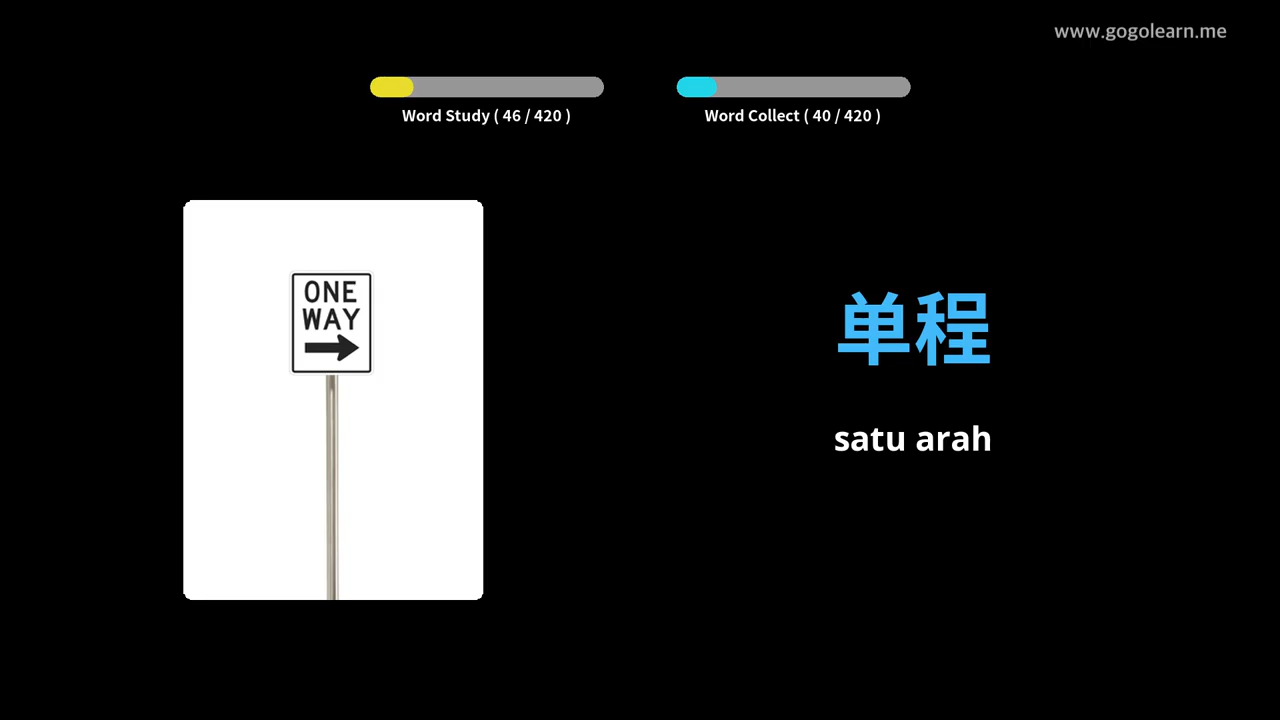 www.gogolearn.me
Word Study ( 46 / 420 )
Word Collect ( 40 / 420 )
ONE
WAY
单程
satu arah